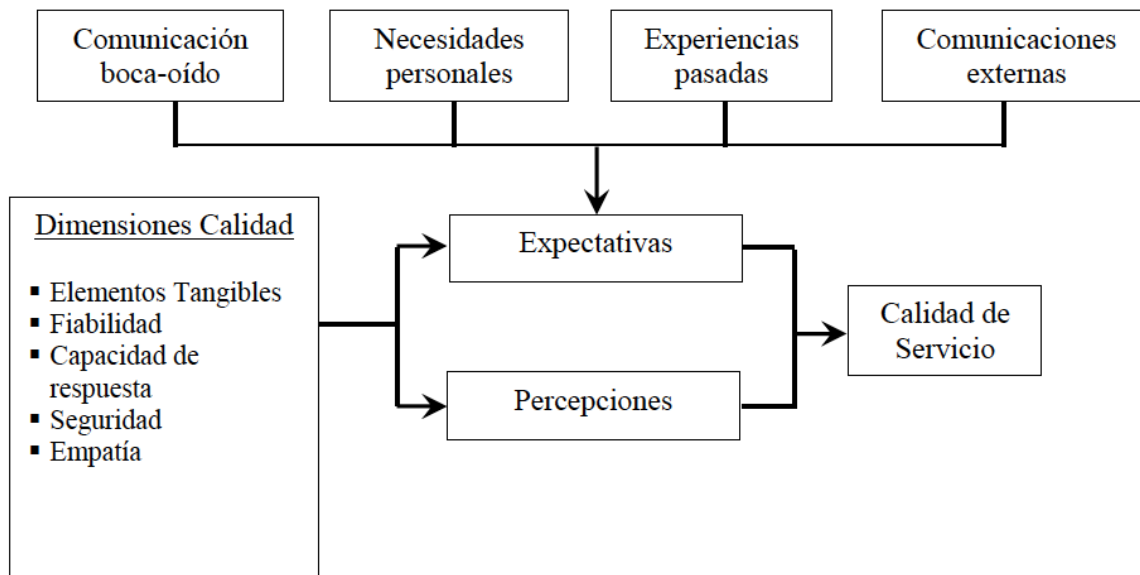 Comunicación
boca-oído
Necesidades
personales
Experiencias
pasadas
Comunicaciones
externas
Dimensiones Calidad
▪ Elementos Tangibles
▪ Fiabilidad
▪ Capacidad de
respuesta
▪ Seguridad
▪ Empatía
Expectativas
Percepciones
Calidad de
Servicio